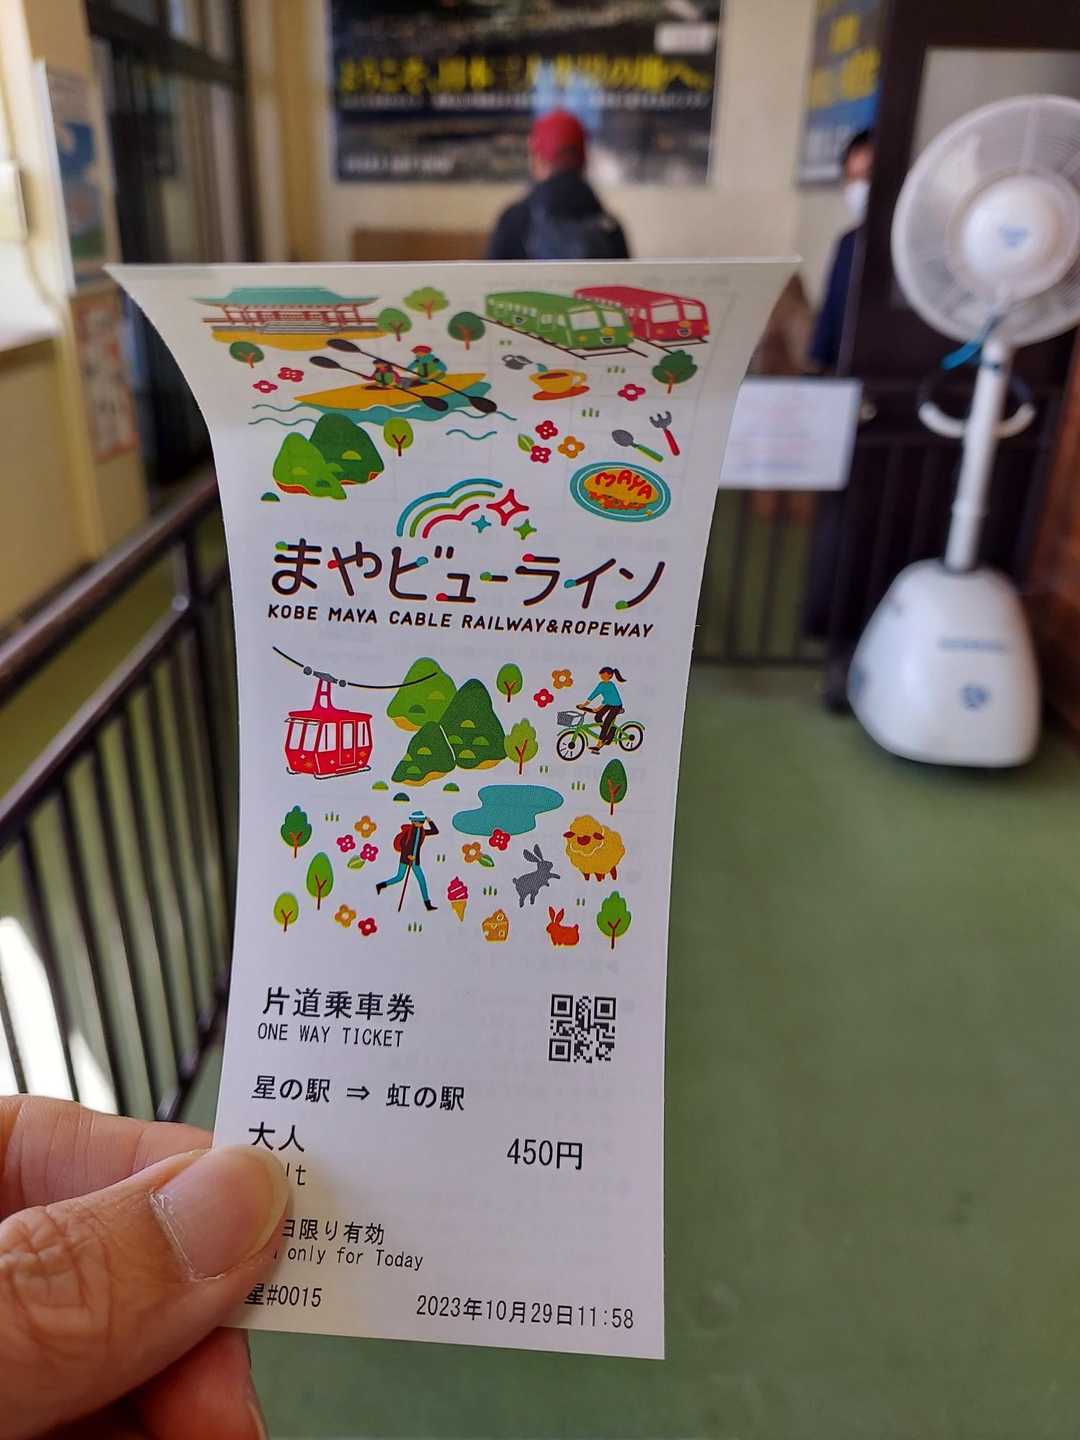 MAYA
まやビューライン
KOBE MAYA CABLE RAILWAY&ROPEWAY
片道乗車券
ONE WAY TICKET
星の駅 ⇒ 虹の駅
大人 450円
lt
日限り有効
only for Today
星#0015 2023年10月29日11:58